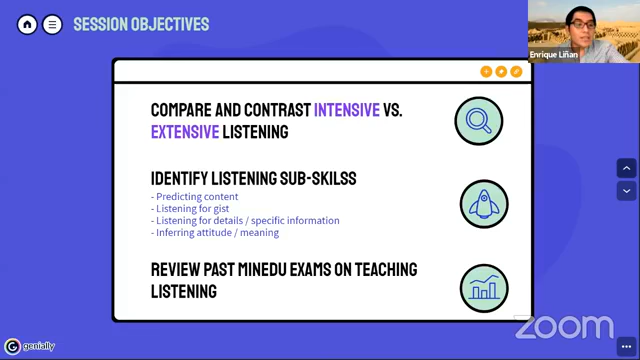 SESSION OBJECTIVES
Enrique Liñan
COMPARE AND CONTRAST INTENSIVE VS.
EXTENSIVE LISTENING
IDENTIFY LISTENING SUB-SKILSS
- Predicting content
- Listening for gist
- Listening for details / specific information
- Inferring attitude / meaning
REVIEW PAST MINEDU EXAMS ON TEACHING
LISTENING
zoom
genially